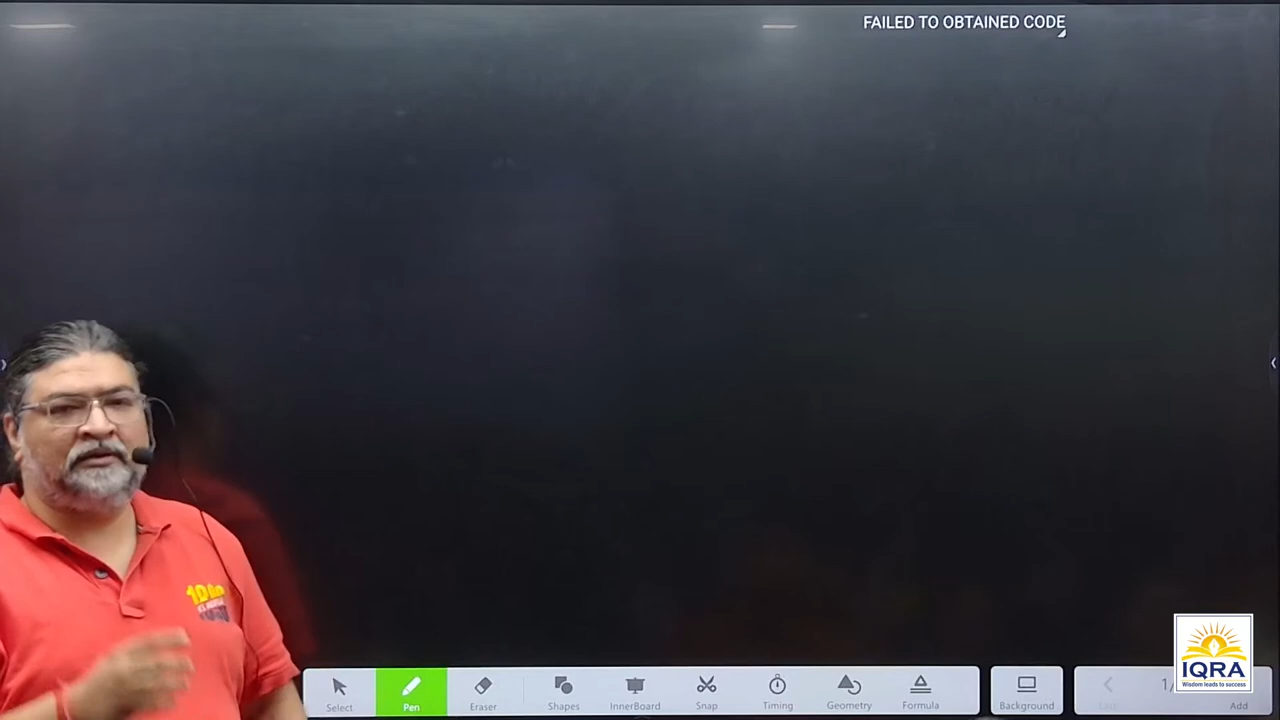 FAILED TO OBTAINED CODE
Select
Pen
Eraser
Shapes
InnerBoard
Snap
Timing
Geometry
Formula
Background
Add
IQRA
Wisdom leads to success